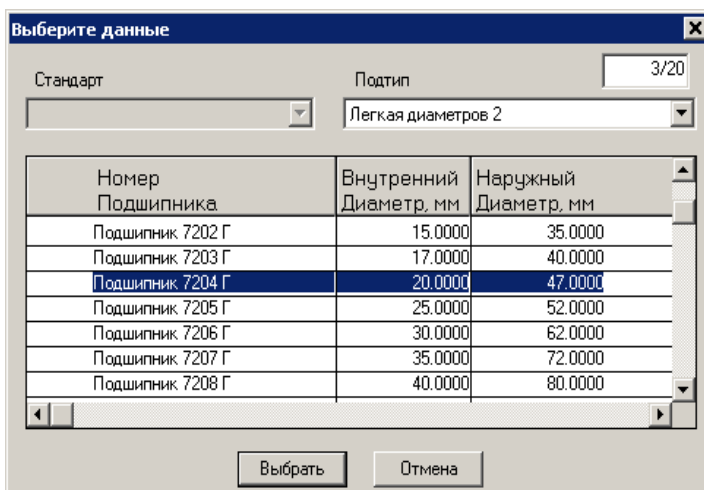 Выберите данные
3/20
Стандарт Подтип
Легкая диаметров 2
Номер Подшипника Внутренний Диаметр, мм Наружный Диаметр, мм
Подшипник 7202 Г 15.0000 35.0000
Подшипник 7203 Г 17.0000 40.0000
Подшипник 7204 Г 20.0000 47.0000
Подшипник 7205 Г 25.0000 52.0000
Подшипник 7206 Г 30.0000 62.0000
Подшипник 7207 Г 35.0000 72.0000
Подшипник 7208 Г 40.0000 80.0000
Выбрать Отмена